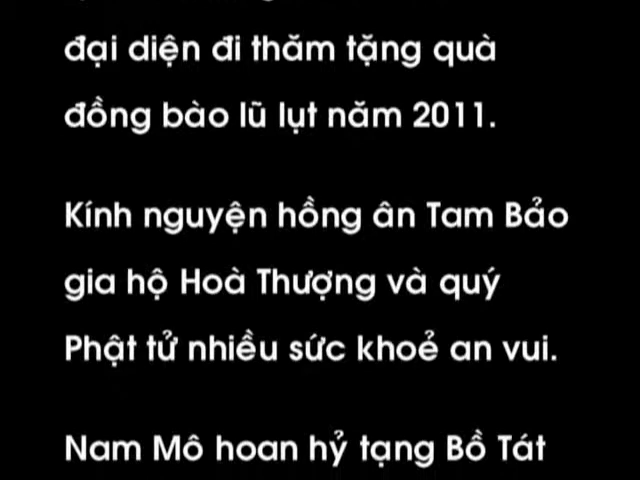 đại diện đi thăm tặng quà
đồng bào lũ lụt năm 2011.
Kính nguyện hồng ân Tam Bảo
gia hộ Hoà Thượng và quý
Phật tử nhiều sức khoẻ an vui.
Nam Mô hoan hỷ tạng Bồ Tát